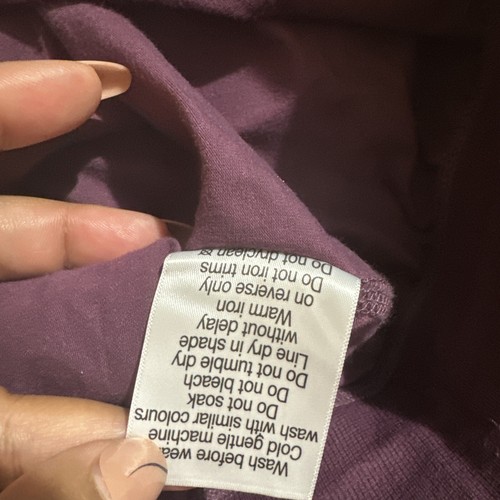 Wash before wear
Cold gentle machine
wash with similar colours
Do not soak
Do not bleach
Do not tumble dry
Line dry in shade
without delay
Warm iron
on reverse only
Do not iron trims
Do not dryclean